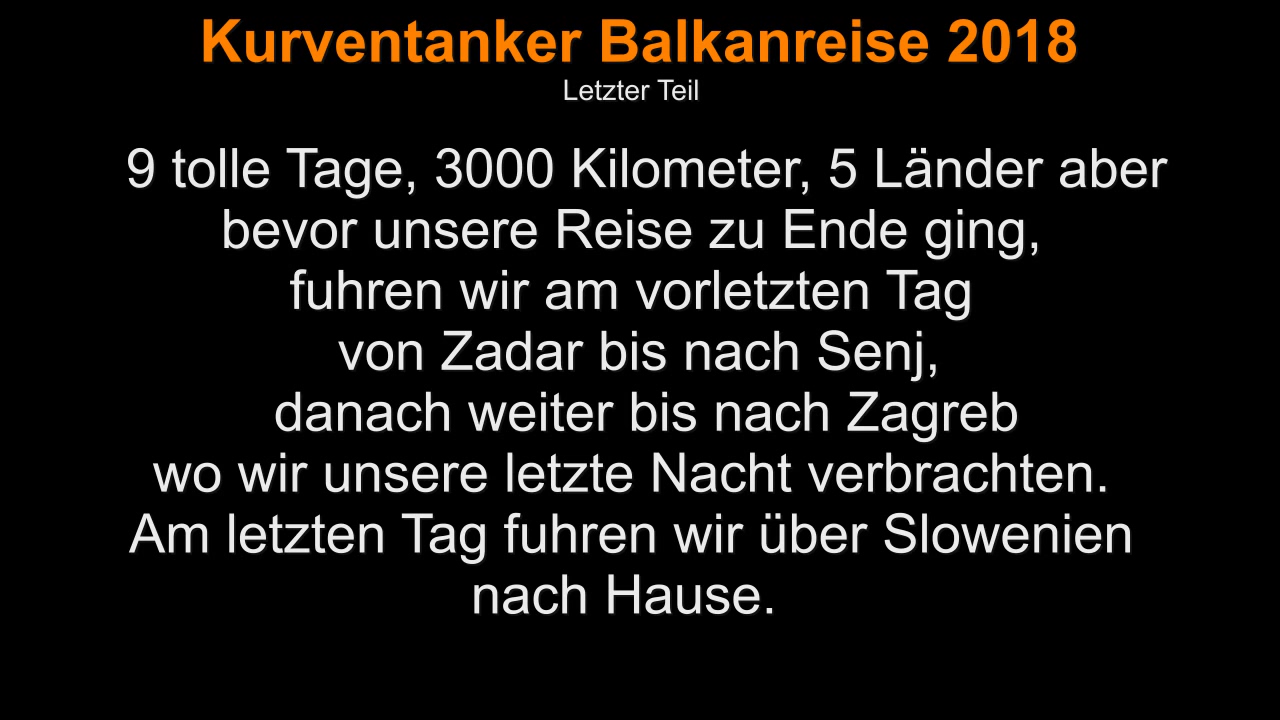 Kurventanker Balkanreise 2018
Letzter Teil
9 tolle Tage, 3000 Kilometer, 5 Länder aber
bevor unsere Reise zu Ende ging,
fuhren wir am vorletzten Tag
von Zadar bis nach Senj,
danach weiter bis nach Zagreb
wo wir unsere letzte Nacht verbrachten.
Am letzten Tag fuhren wir über Slowenien
nach Hause.